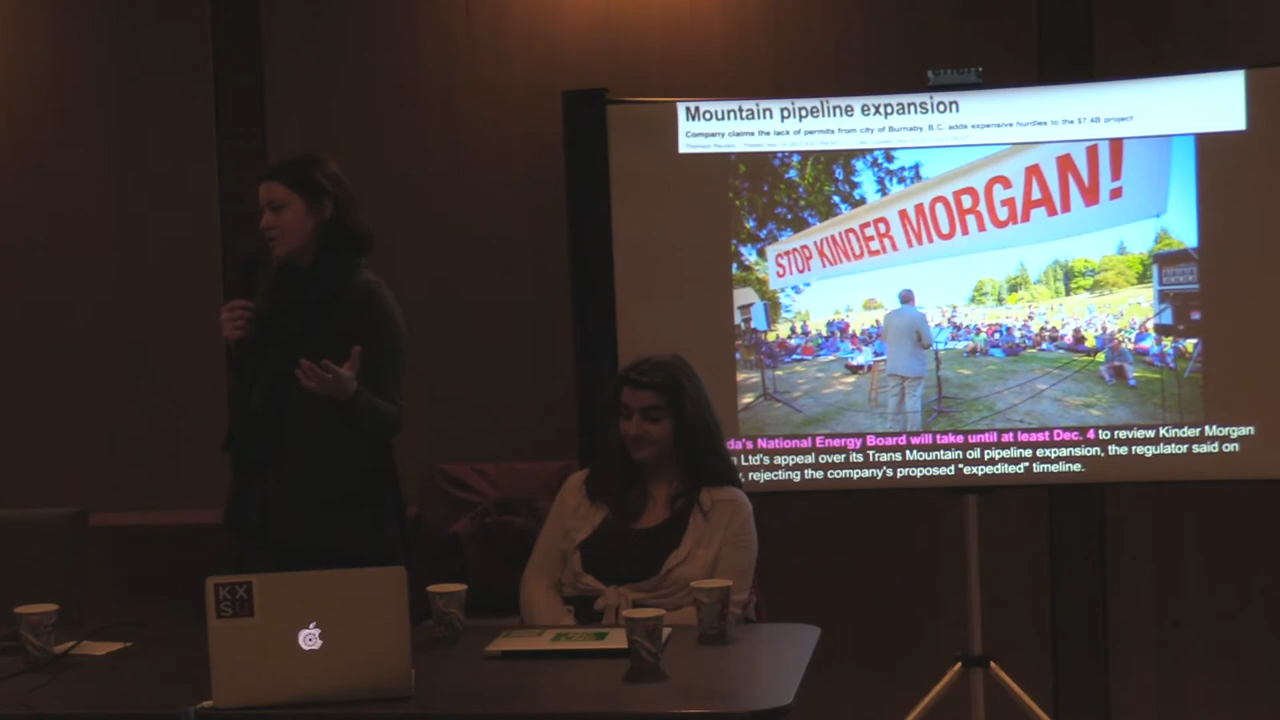 Mountain pipeline expansion
Company claims the lack of permits from city of Burnaby, B.C. adds expensive hurdles to the $7.4B project
STOP KINDER MORGAN!
da's National Energy Board will take until at least Dec. 4 to review Kinder Morgan
Ltd's appeal over its Trans Mountain oil pipeline expansion, the regulator said on
, rejecting the company's proposed "expedited" timeline.
KX
SU